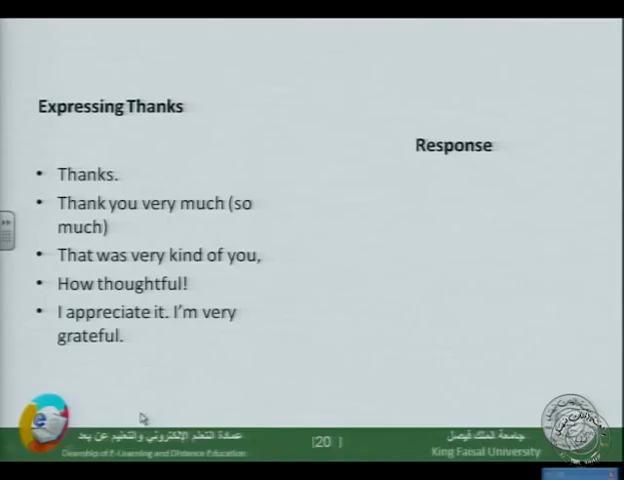 Expressing Thanks
Response
• Thanks.
• Thank you very much (so
much)
• That was very kind of you,
• How thoughtful!
• I appreciate it. I'm very
grateful.
عمادة التعلم الإلكتروني والتعليم عن بعد
Deanship of E-Learning and Distance Education
|20 |
جامعة الملك فيصل
King Faisal University